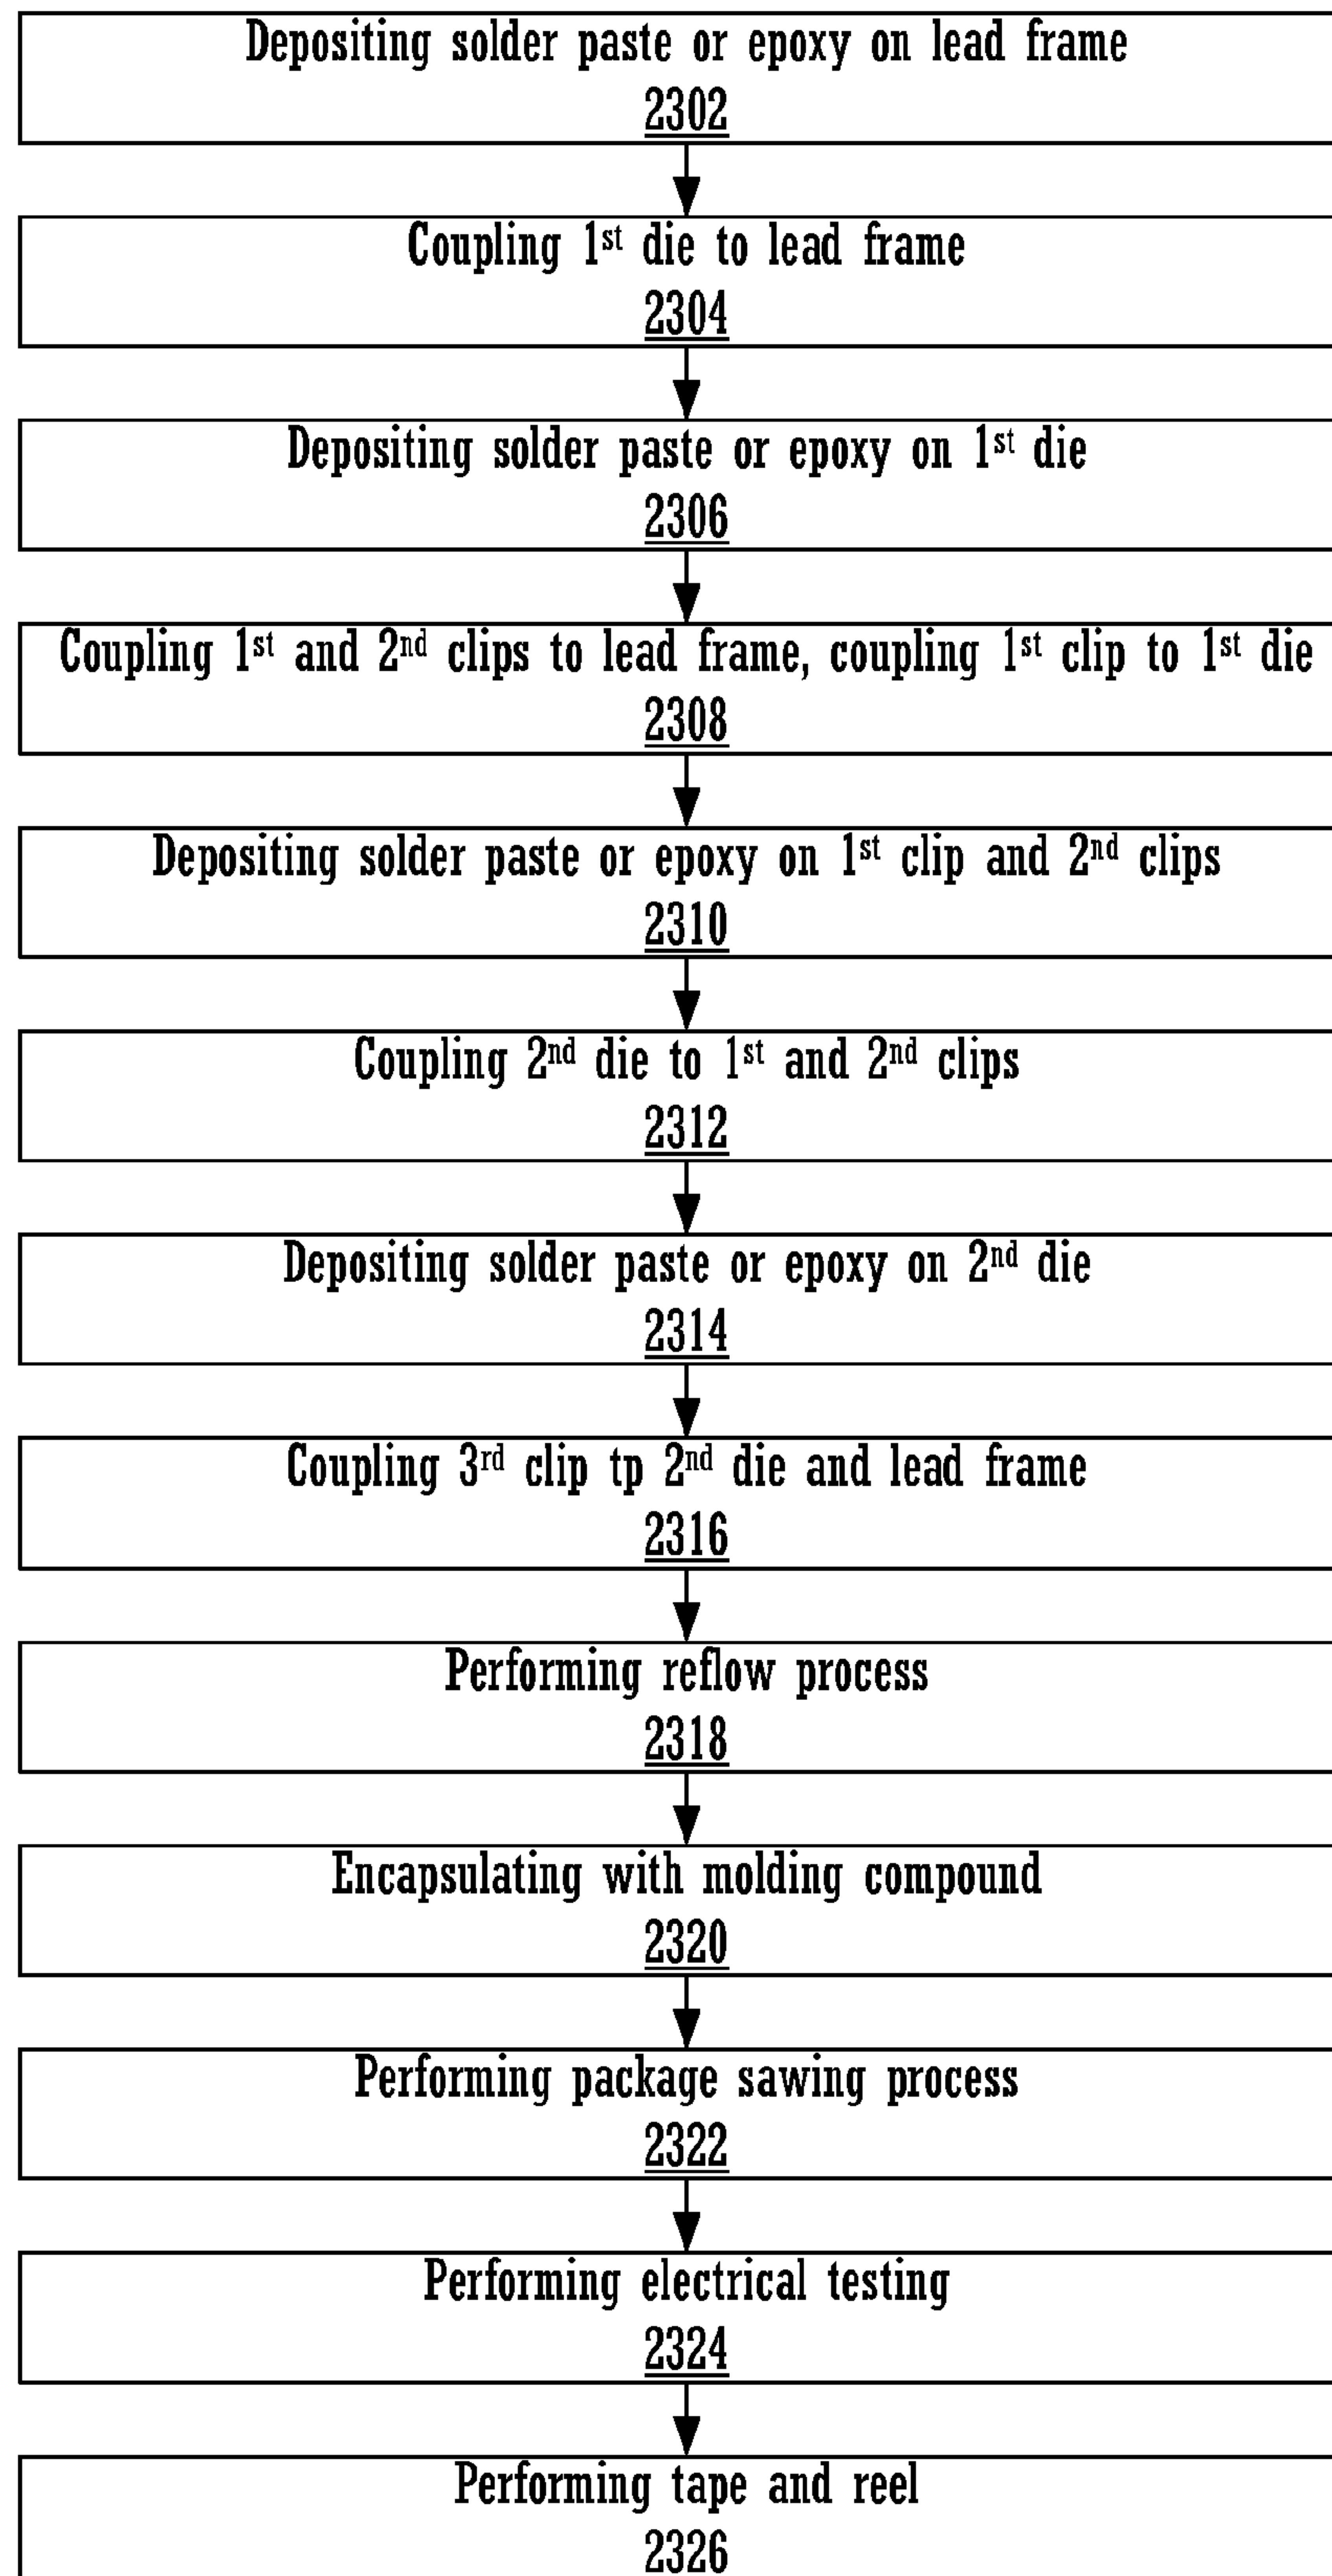 Depositing solder paste or epoxy on lead frame
2302
Coupling 1st die to lead frame
2304
Depositing solder paste or epoxy on 1st die
2306
Coupling 1st and 2nd clips to lead frame, coupling 1st clip to 1st die
2308
Depositing solder paste or epoxy on 1st clip and 2nd clips
2310
Coupling 2nd die to 1st and 2nd clips
2312
Depositing solder paste or epoxy on 2nd die
2314
Coupling 3rd clip tp 2nd die and lead frame
2316
Performing reflow process
2318
Encapsulating with molding compound
2320
Performing package sawing process
2322
Performing electrical testing
2324
Performing tape and reel
2326